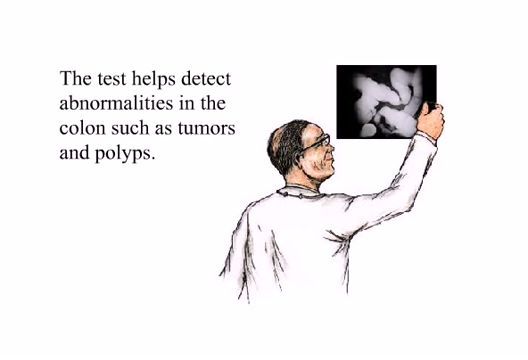 The test helps detect
abnormalities in the
colon such as tumors
and polyps.